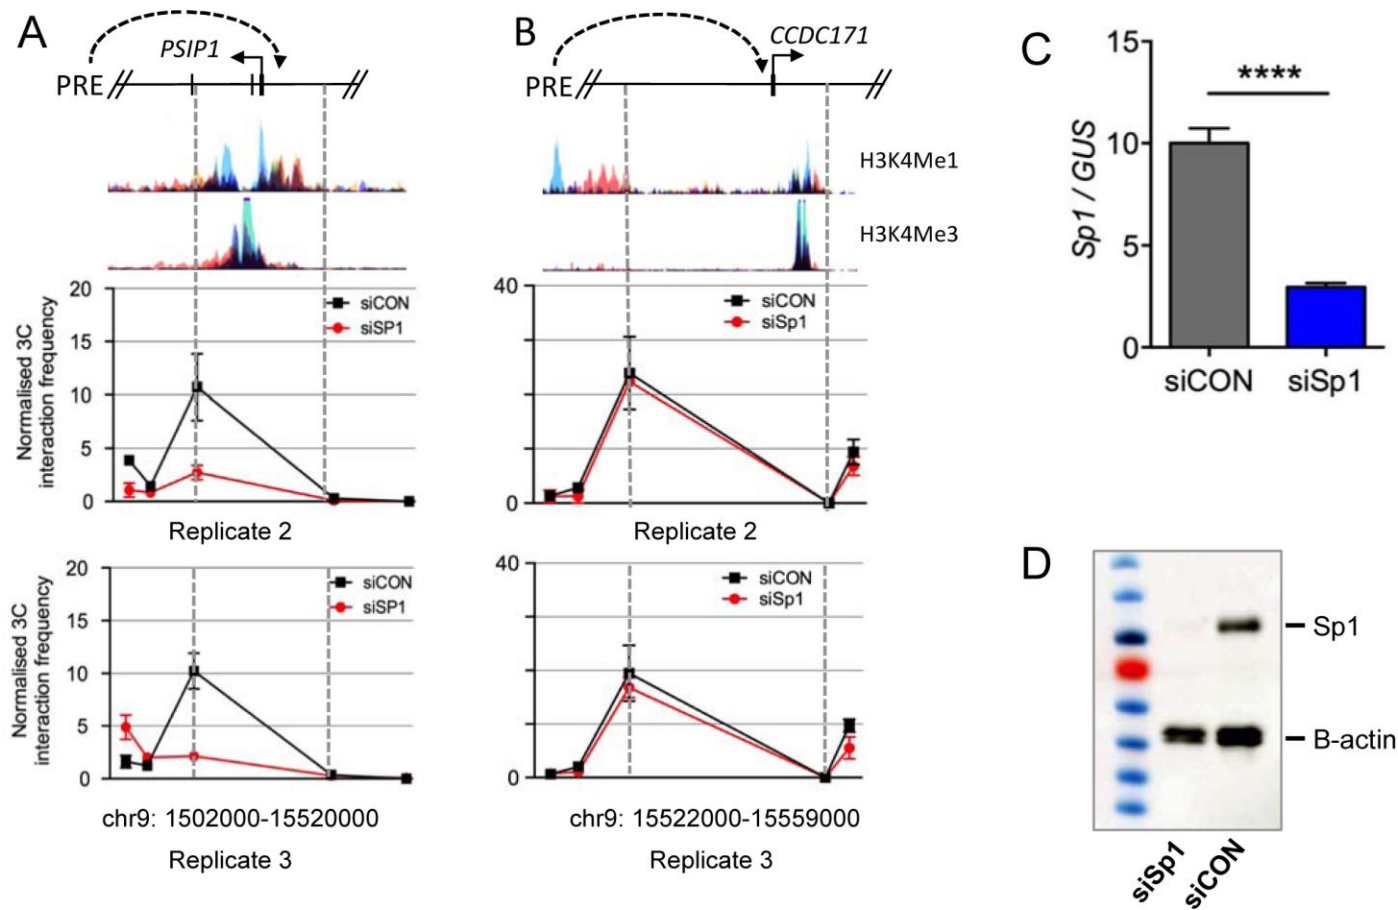 A
PSIP1
PRE
20
15
10
5
0
Normalised 3C
interaction frequency
siCON
siSP1
Replicate 2
20
15
10
5
0
Normalised 3C
interaction frequency
siCON
siSP1
chr9: 1502000-15520000
Replicate 3
B
CCDC171
PRE
H3K4Me1
H3K4Me3
40
0
siCON
siSp1
Replicate 2
40
0
siCON
siSp1
chr9: 15522000-15559000
Replicate 3
C
15
10
5
0
Sp1 / GUS
****
siCON
siSp1
D
Sp1
B-actin
siSp1
siCON